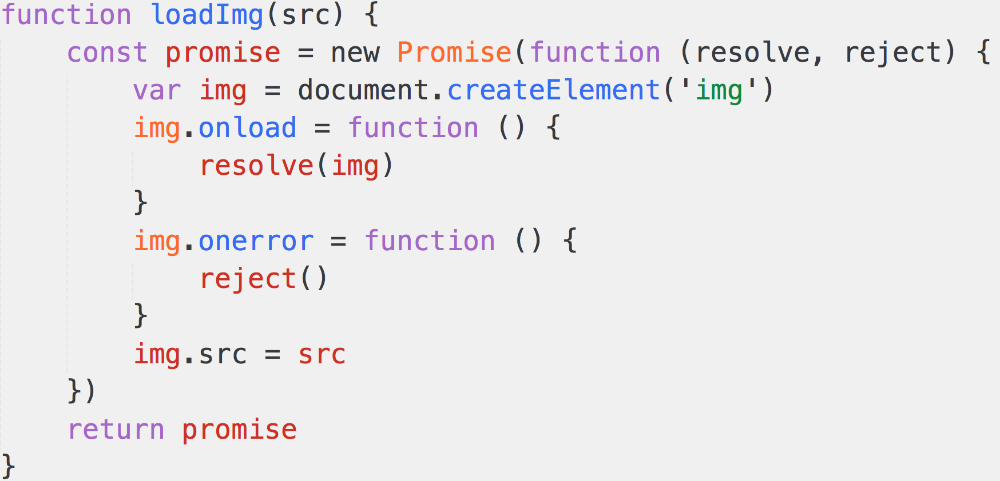 function loadImg(src) {
    const promise = new Promise(function (resolve, reject) {
        var img = document.createElement('img')
        img.onload = function () {
            resolve(img)
        }
        img.onerror = function () {
            reject()
        }
        img.src = src
    })
    return promise
}